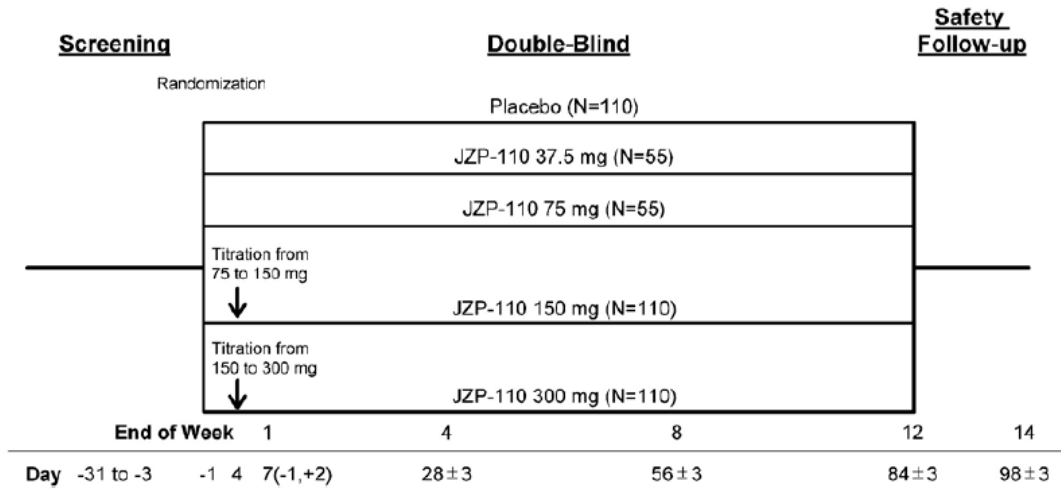 Screening
Double-Blind
Safety
Follow-up
Randomization
Placebo (N=110)
JZP-110 37.5 mg (N=55)
JZP-110 75 mg (N=55)
Titration from
75 to 150 mg
JZP-110 150 mg (N=110)
Titration from
150 to 300 mg
JZP-110 300 mg (N=110)
End of Week 1 4 8 12 14
Day -31 to -3 -1 4 7(-1,+2) 28±3 56±3 84±3 98±3